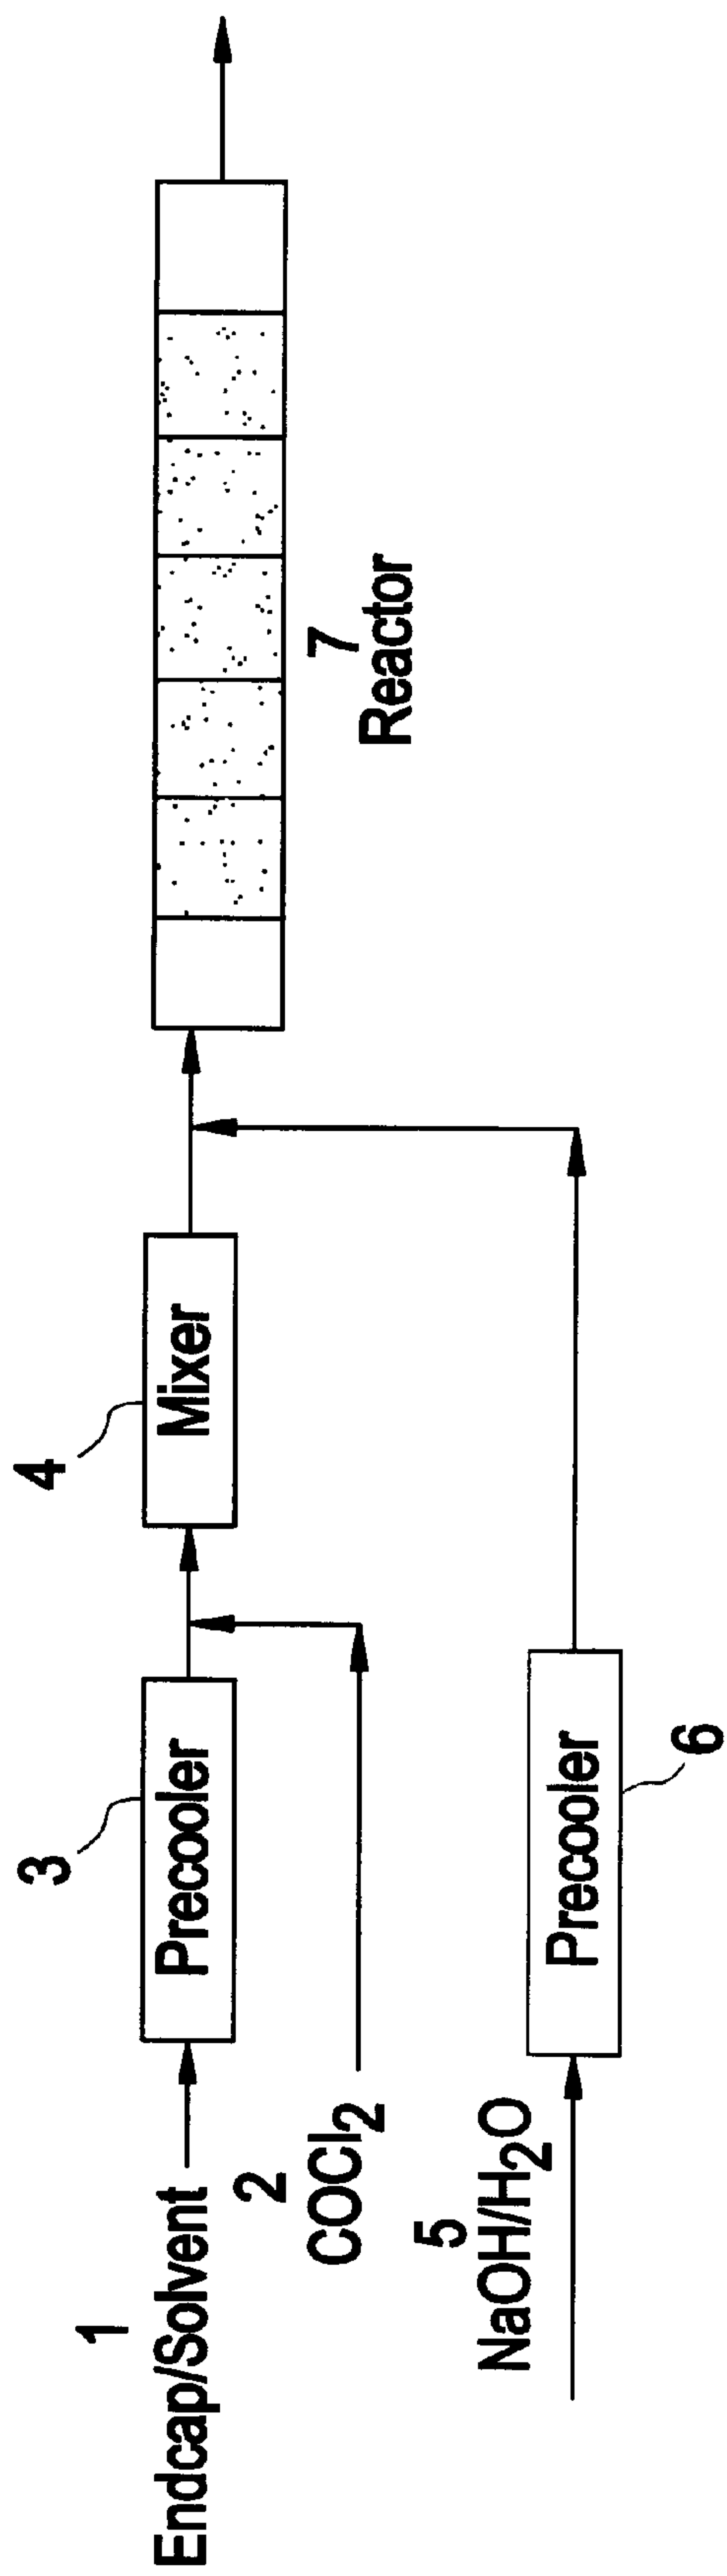 1
Endcap/Solvent
2
COCl2
3
Precooler
4
Mixer
5
NaOH/H2O
Precooler
6
7
Reactor